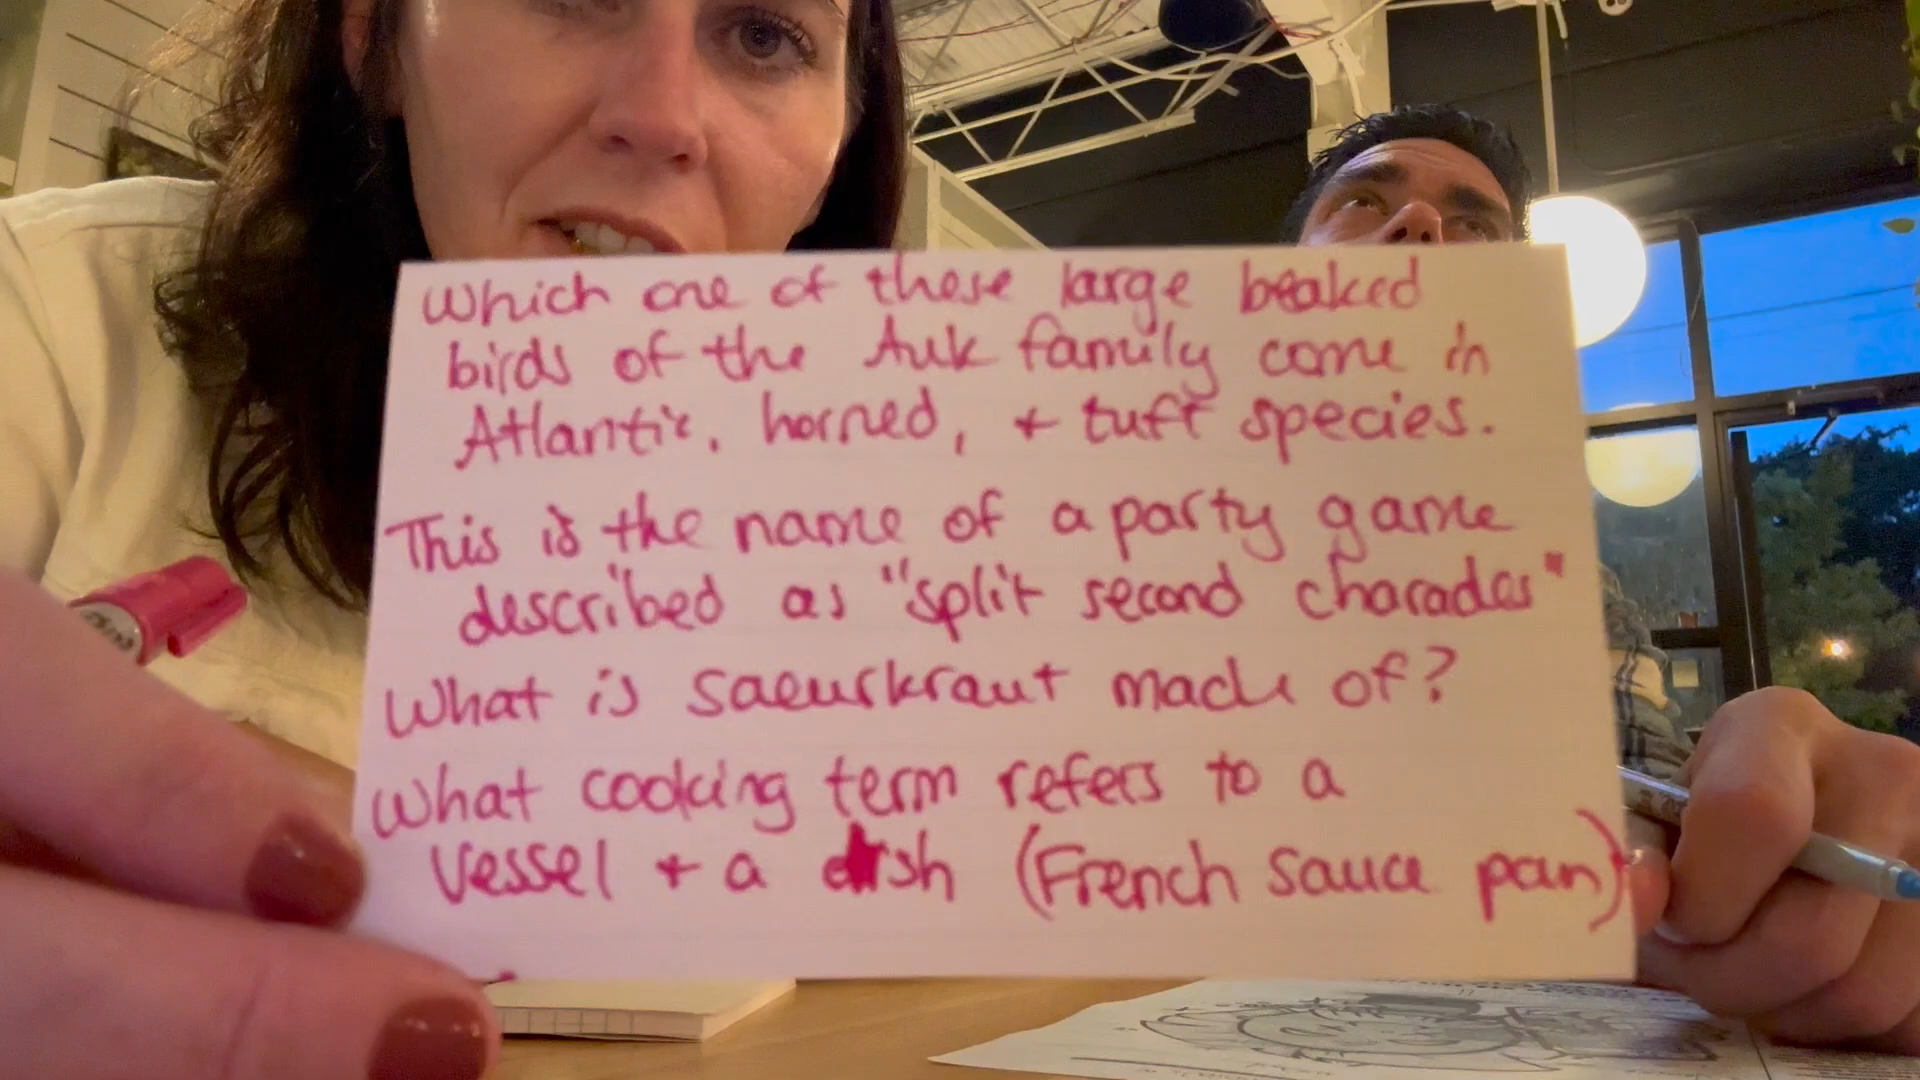 Which one of these large beaked
birds of the Auk family come in
Atlantic, horned, + tuft species.
This is the name of a party game
described as "split second charades"
What is saeurkraut made of?
What cooking term refers to a
Vessel + a dish (French sauce pan)